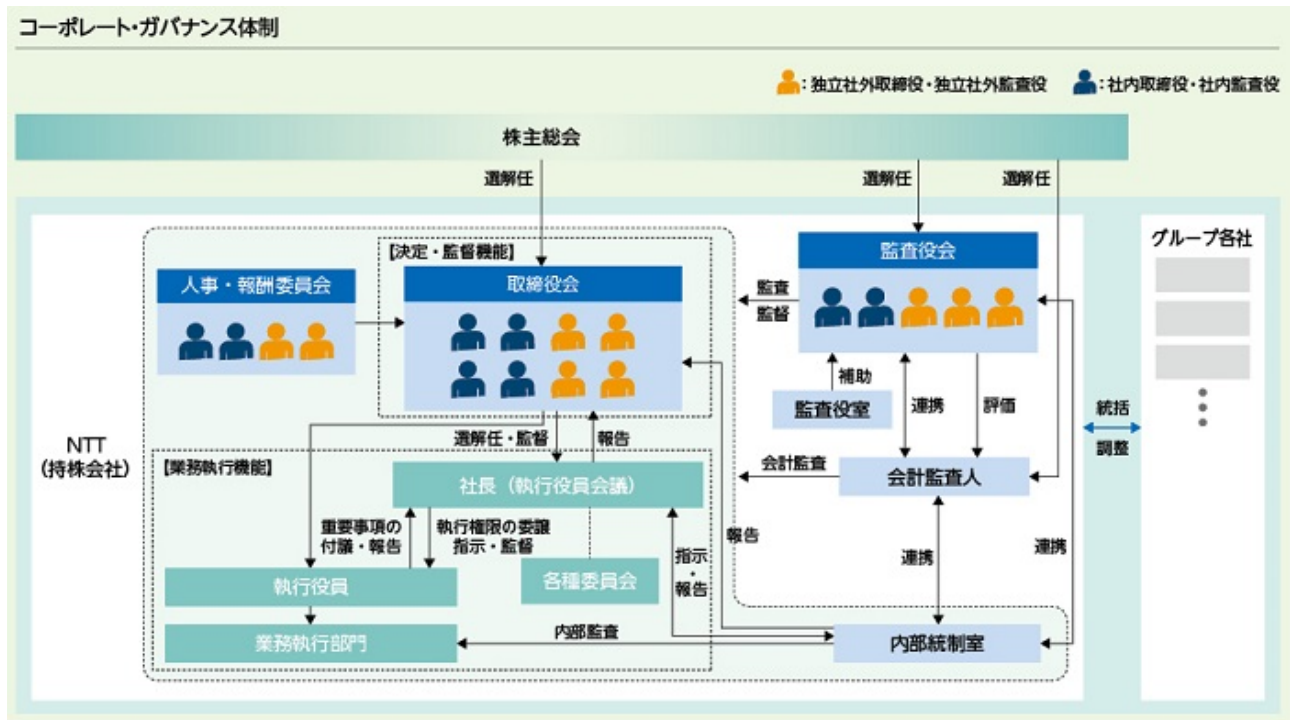 コーポレート・ガバナンス体制
：独立社外取締役・独立社外監査役
：社内取締役・社内監査役
株主総会
選解任
選解任
選解任
【決定・監督機能】
人事・報酬委員会
取締役会
監査役会
グループ各社
監査
監督
補助
監査役室
連携
評価
統括
調整
NTT
（持株会社）
選解任・監督
報告
【業務執行機能】
社長（執行役員会議）
会計監査
会計監査人
重要事項の
付議・報告
執行権限の委譲
指示・監督
指示
・
報告
報告
連携
連携
執行役員
各種委員会
業務執行部門
内部監査
内部統制室